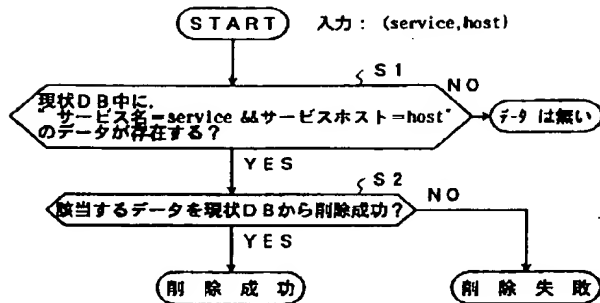 START
入力: (service,host)
S1
NO
現状DB中に、
"サービス名=service &&サービスホスト=host"
のデータが存在する?
データは無い
YES
S2
NO
該当するデータを現状DBから削除成功?
YES
削除成功
削除失敗